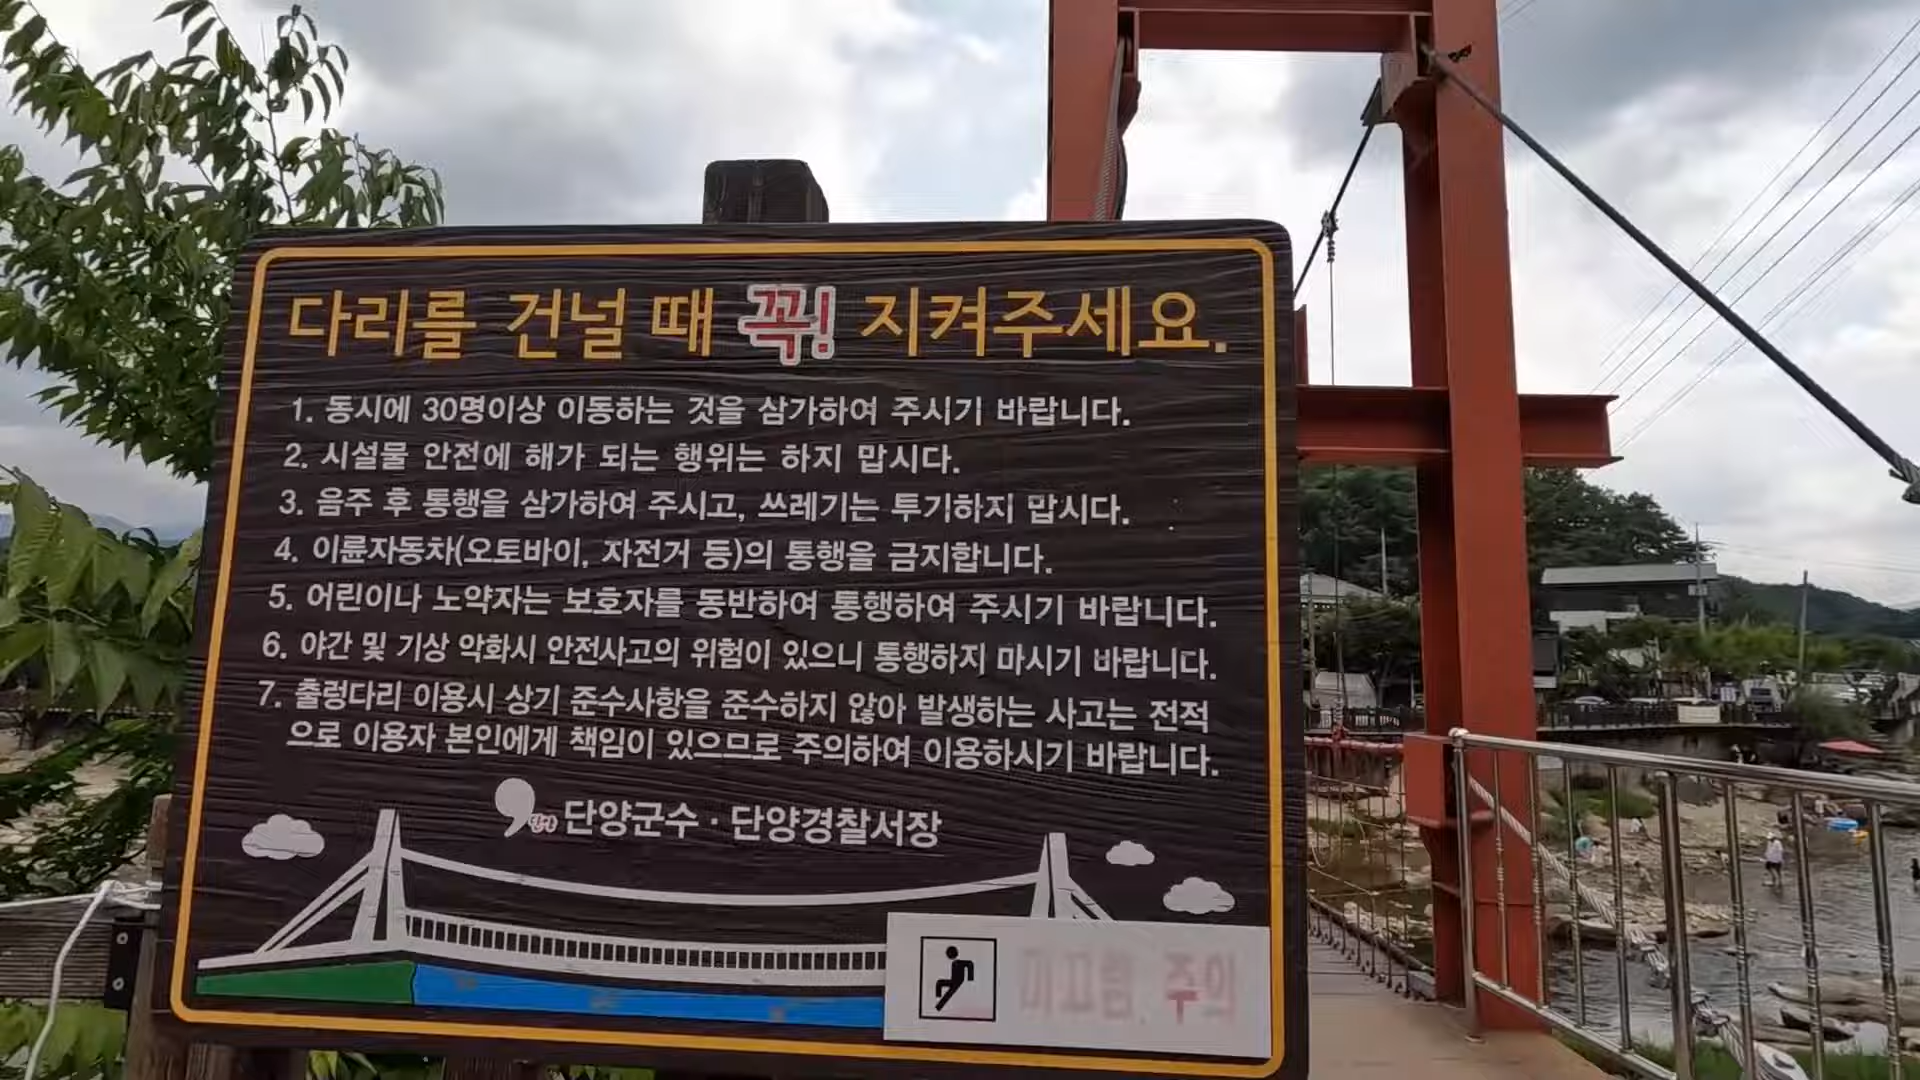 다리를 건널 때 꼭! 지켜주세요.
1. 동시에 30명이상 이동하는 것을 삼가하여 주시기 바랍니다.
2. 시설물 안전에 해가 되는 행위는 하지 맙시다.
3. 음주 후 통행을 삼가하여 주시고, 쓰레기는 투기하지 맙시다.
4. 이륜자동차(오토바이, 자전거 등)의 통행을 금지합니다.
5. 어린이나 노약자는 보호자를 동반하여 통행하여 주시기 바랍니다.
6. 야간 및 기상 악화시 안전사고의 위험이 있으니 통행하지 마시기 바랍니다.
7. 출렁다리 이용시 상기 준수사항을 준수하지 않아 발생하는 사고는 전적
으로 이용자 본인에게 책임이 있으므로 주의하여 이용하시기 바랍니다.
단양군수 · 단양경찰서장
미끄럼 주의